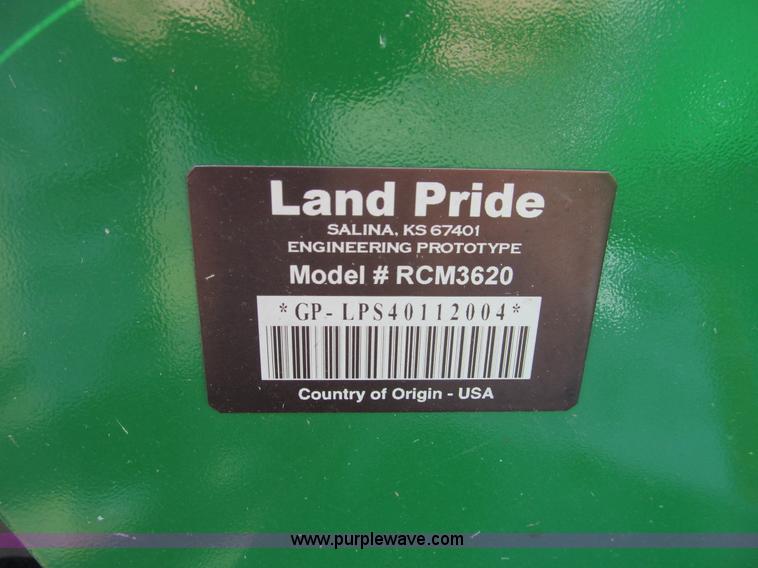 Land Pride
SALINA, KS 67401
ENGINEERING PROTOTYPE
Model # RCM3620
*GP-LPS40112004*
Country of Origin - USA
www.purplewave.com